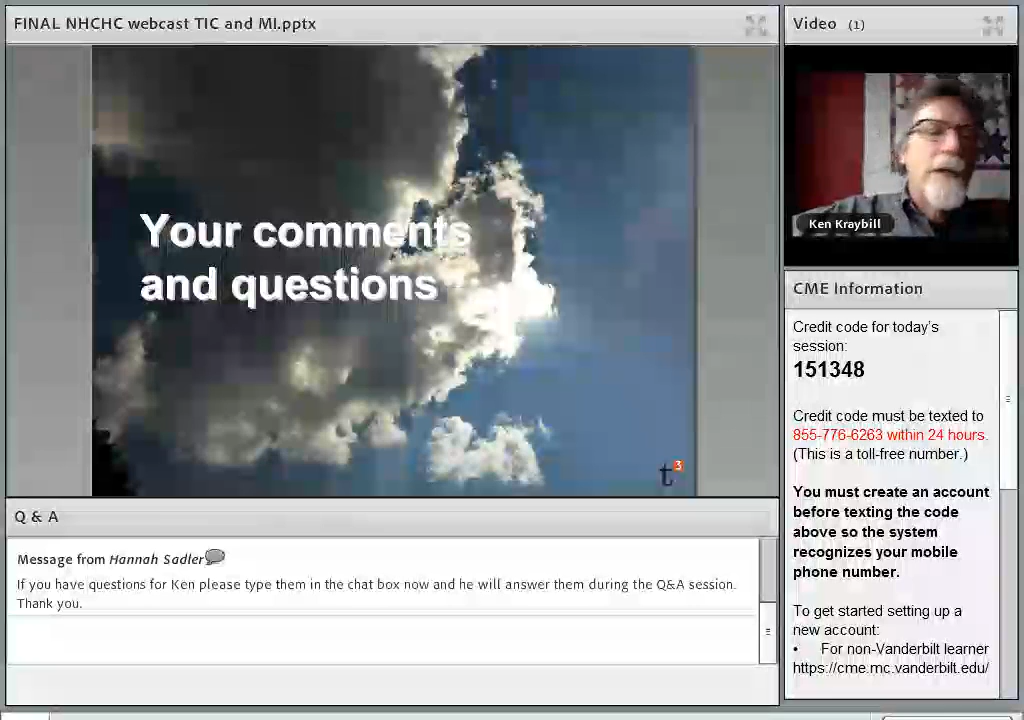 FINAL NHCHC webcast TIC and MI.pptx
Your comments
and questions
t3
Q & A
Message from Hannah Sadler
If you have questions for Ken please type them in the chat box now and he will answer them during the Q&A session.
Thank you.
Video (1)
Ken Kraybill
CME Information
Credit code for today's
session:
151348
Credit code must be texted to
855-776-6263 within 24 hours.
(This is a toll-free number.)
You must create an account
before texting the code
above so the system
recognizes your mobile
phone number.
To get started setting up a
new account:
• For non-Vanderbilt learner
https://cme.mc.vanderbilt.edu/